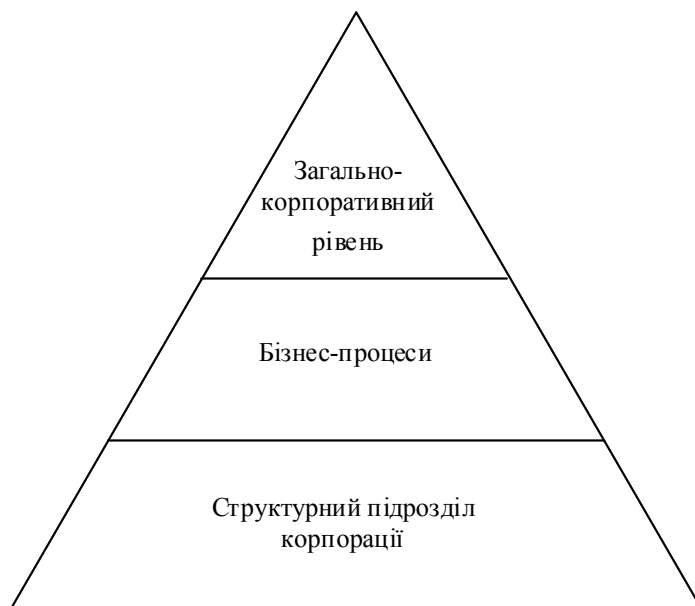 Загально-
корпоративний
рівень
Бізнес-процеси
Структурний підрозділ
корпорації